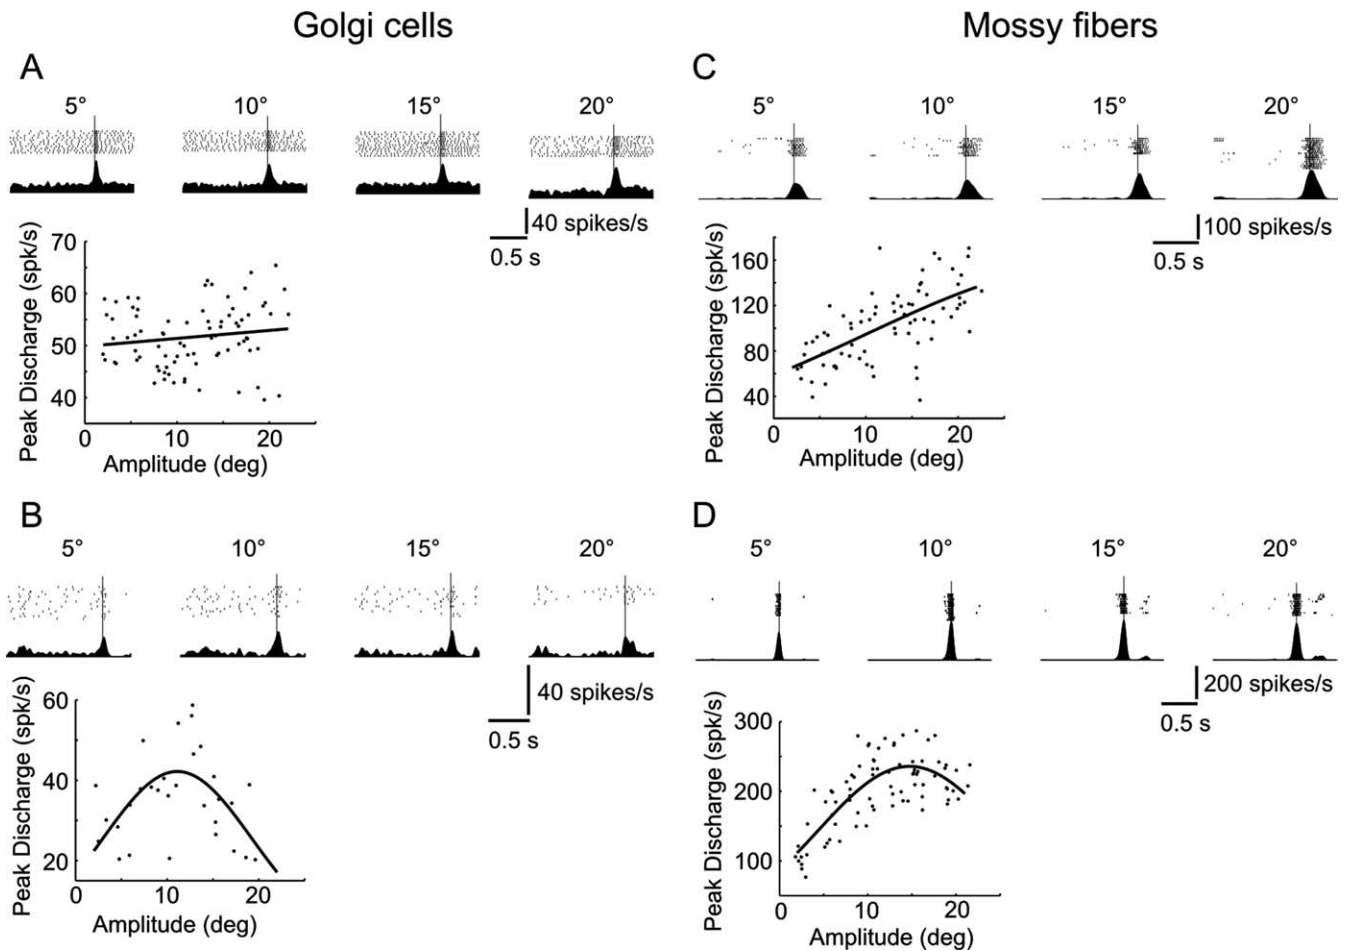 Golgi cells
Mossy fibers
A
5° 10° 15° 20°
40 spikes/s
0.5 s
Peak Discharge (spk/s)
70
60
50
40
0 10 20
Amplitude (deg)
C
5° 10° 15° 20°
100 spikes/s
0.5 s
Peak Discharge (spk/s)
160
120
80
40
0 10 20
Amplitude (deg)
B
5° 10° 15° 20°
40 spikes/s
0.5 s
Peak Discharge (spk/s)
60
40
20
0 10 20
Amplitude (deg)
D
5° 10° 15° 20°
200 spikes/s
0.5 s
Peak Discharge (spk/s)
300
200
100
0 10 20
Amplitude (deg)